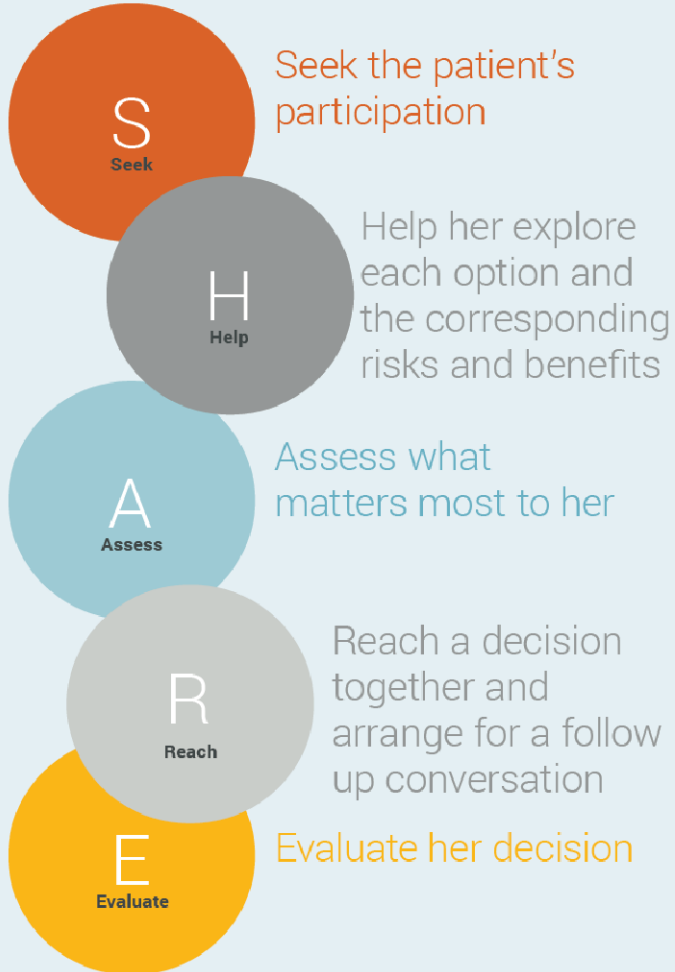 S
Seek
Seek the patient's
participation
H
Help
Help her explore
each option and
the corresponding
risks and benefits
A
Assess
Assess what
matters most to her
R
Reach
Reach a decision
together and
arrange for a follow
up conversation
E
Evaluate
Evaluate her decision